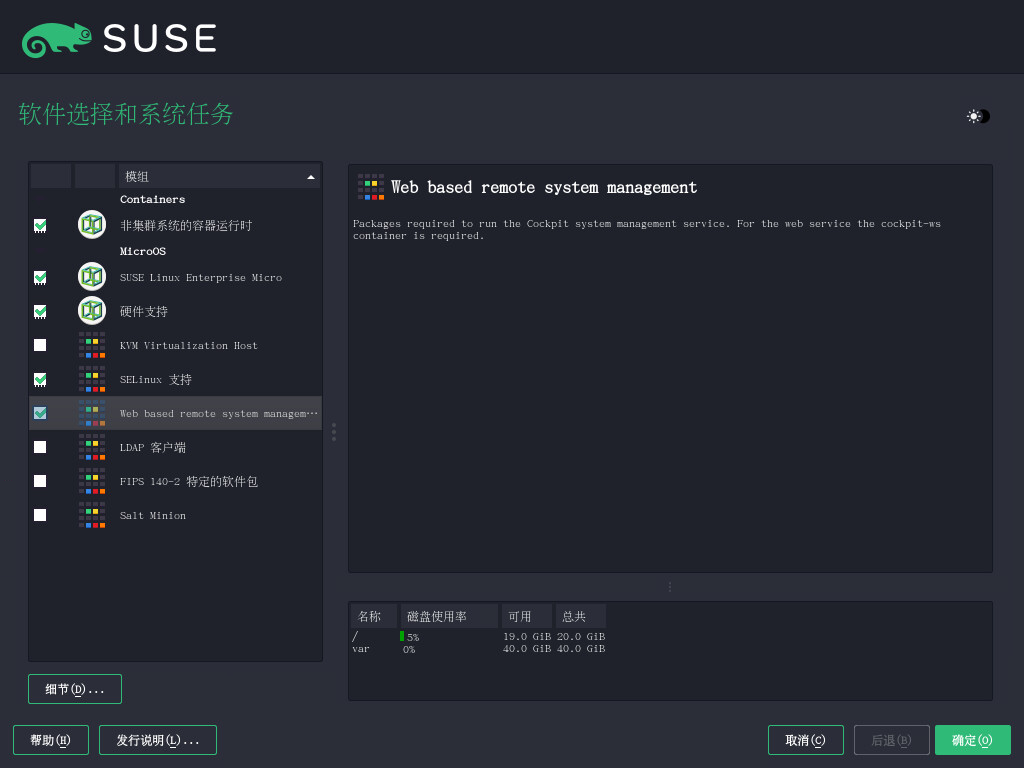 SUSE
软件选择和系统任务
模组
Containers
非集群系统的容器运行时
MicroOS
SUSE Linux Enterprise Micro
硬件支持
KVM Virtualization Host
SELinux 支持
Web based remote system managem···
LDAP 客户端
FIPS 140-2 特定的软件包
Salt Minion
细节(D)...
Web based remote system management
Packages required to run the Cockpit system management service. For the web service the cockpit-ws
container is required.
名称 磁盘使用率 可用 总共
/ 5% 19.0 GiB 20.0 GiB
var 0% 40.0 GiB 40.0 GiB
帮助(H) 发行说明(L)... 取消(C) 后退(B) 确定(O)